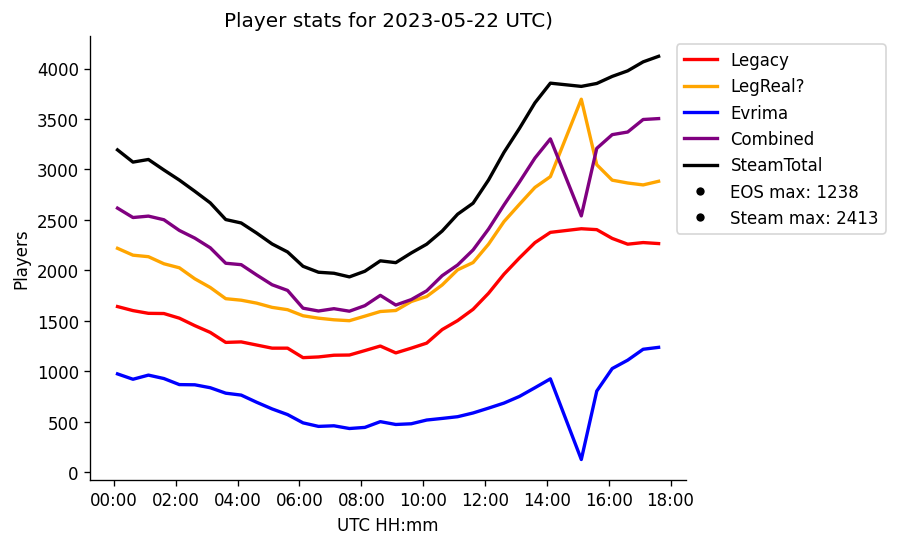 Player stats for 2023-05-22 UTC)
4000
3500
3000
2500
2000
1500
1000
500
0
Players
00:00 02:00 04:00 06:00 08:00 10:00 12:00 14:00 16:00 18:00
UTC HH:mm
Legacy
LegReal?
Evrima
Combined
SteamTotal
EOS max: 1238
Steam max: 2413